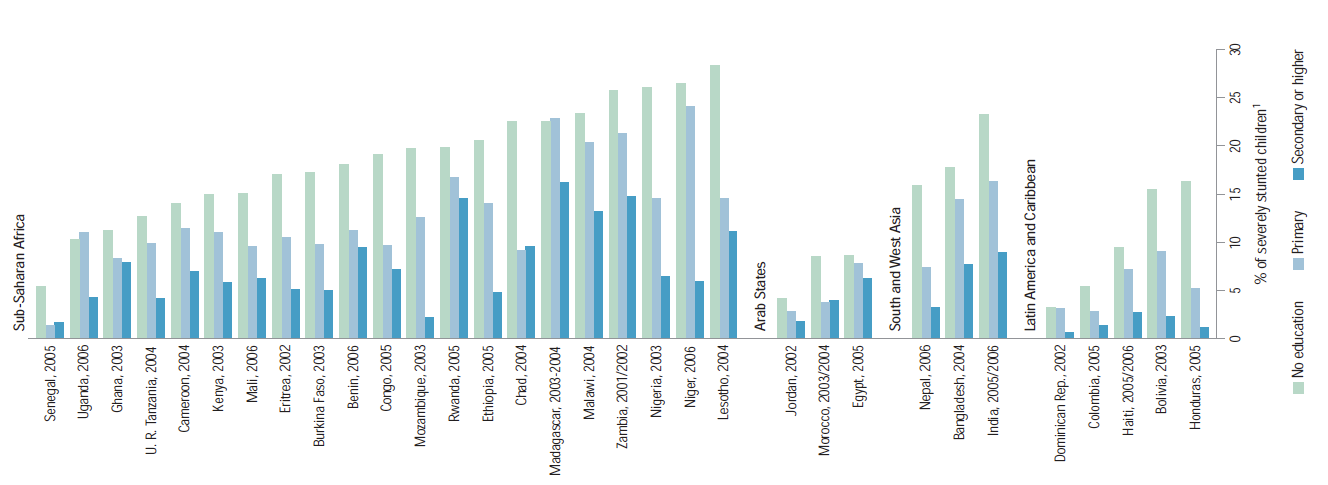 Sub-Saharan Africa
Senegal, 2005
Uganda, 2006
Ghana, 2003
U. R. Tanzania, 2004
Cameroon, 2004
Kenya, 2003
Mali, 2006
Eritrea, 2002
Burkina Faso, 2003
Benin, 2006
Congo, 2005
Mozambique, 2003
Rwanda, 2005
Ethiopia, 2005
Chad, 2004
Madagascar, 2003-2004
Malawi, 2004
Zambia, 2001/2002
Nigeria, 2003
Niger, 2006
Lesotho, 2004
Arab States
Jordan, 2002
Morocco, 2003/2004
Egypt, 2005
South and West Asia
Nepal, 2006
Bangladesh, 2004
India, 2005/2006
Latin America and Caribbean
Dominican Rep., 2002
Colombia, 2005
Haiti, 2005/2006
Bolivia, 2003
Honduras, 2005
0
5
10
15
20
25
30
% of severely stunted children1
No education
Primary
Secondary or higher